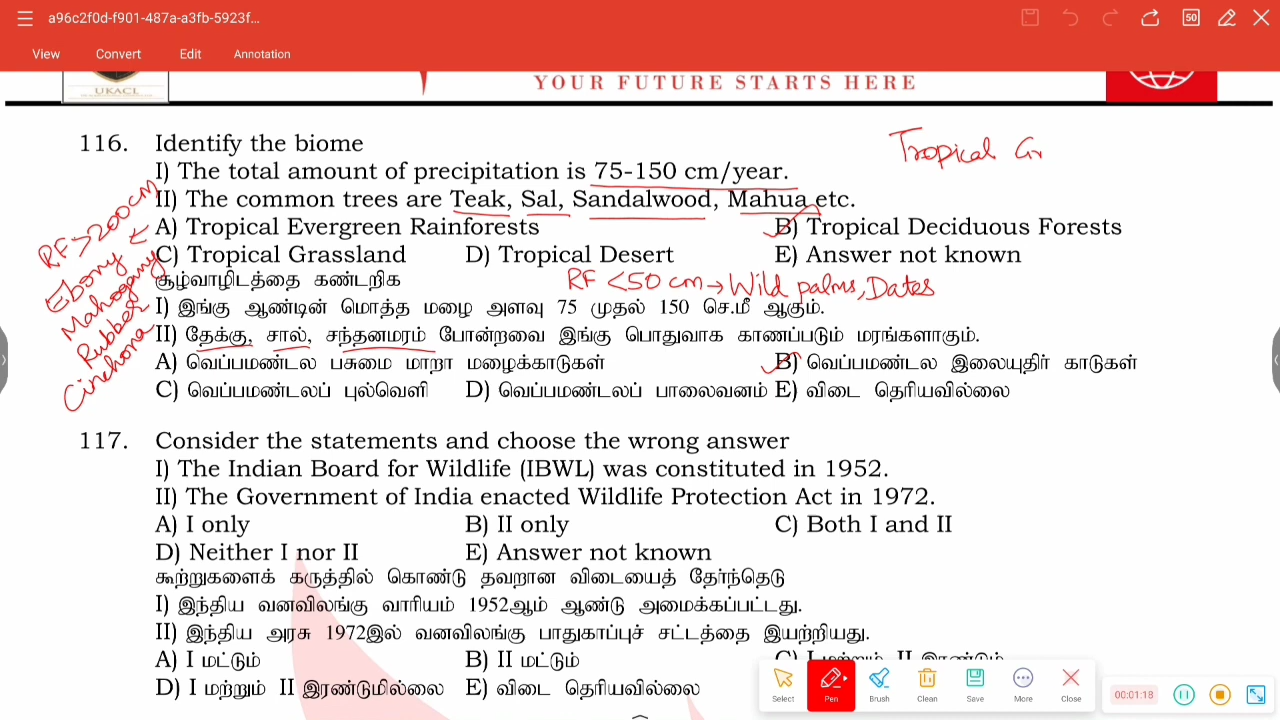 a96c2f0d-f901-487a-a3fb-5923f...
50
View Convert Edit Annotation
UKACL
YOUR FUTURE STARTS HERE
116. Identify the biome
Tropical Gr
I) The total amount of precipitation is 75-150 cm/year.
II) The common trees are Teak, Sal, Sandalwood, Mahua etc.
A) Tropical Evergreen Rainforests B) Tropical Deciduous Forests
C) Tropical Grassland D) Tropical Desert E) Answer not known
RF > 200cm
Ebony
Mahogany
Rubber
Cinchona
சூழ்வாழிடத்தை கண்டறிக
RF < 50 cm → Wild palms, Dates
I) இங்கு ஆண்டின் மொத்த மழை அளவு 75 முதல் 150 செ.மீ ஆகும்.
II) தேக்கு, சால், சந்தனமரம் போன்றவை இங்கு பொதுவாக காணப்படும் மரங்களாகும்.
A) வெப்பமண்டல பசுமை மாறா மழைக்காடுகள் B) வெப்பமண்டல இலையுதிர் காடுகள்
C) வெப்பமண்டலப் புல்வெளி D) வெப்பமண்டலப் பாலைவனம் E) விடை தெரியவில்லை
117. Consider the statements and choose the wrong answer
I) The Indian Board for Wildlife (IBWL) was constituted in 1952.
II) The Government of India enacted Wildlife Protection Act in 1972.
A) I only B) II only C) Both I and II
D) Neither I nor II E) Answer not known
கூற்றுகளைக் கருத்தில் கொண்டு தவறான விடையைத் தேர்ந்தெடு
I) இந்திய வனவிலங்கு வாரியம் 1952ஆம் ஆண்டு அமைக்கப்பட்டது.
II) இந்திய அரசு 1972இல் வனவிலங்கு பாதுகாப்புச் சட்டத்தை இயற்றியது.
A) I மட்டும் B) II மட்டும் C) I மற்றும் II இரண்டும்
D) I மற்றும் II இரண்டுமில்லை E) விடை தெரியவில்லை
Select Pen Brush Clean Save More Close
00:01:18